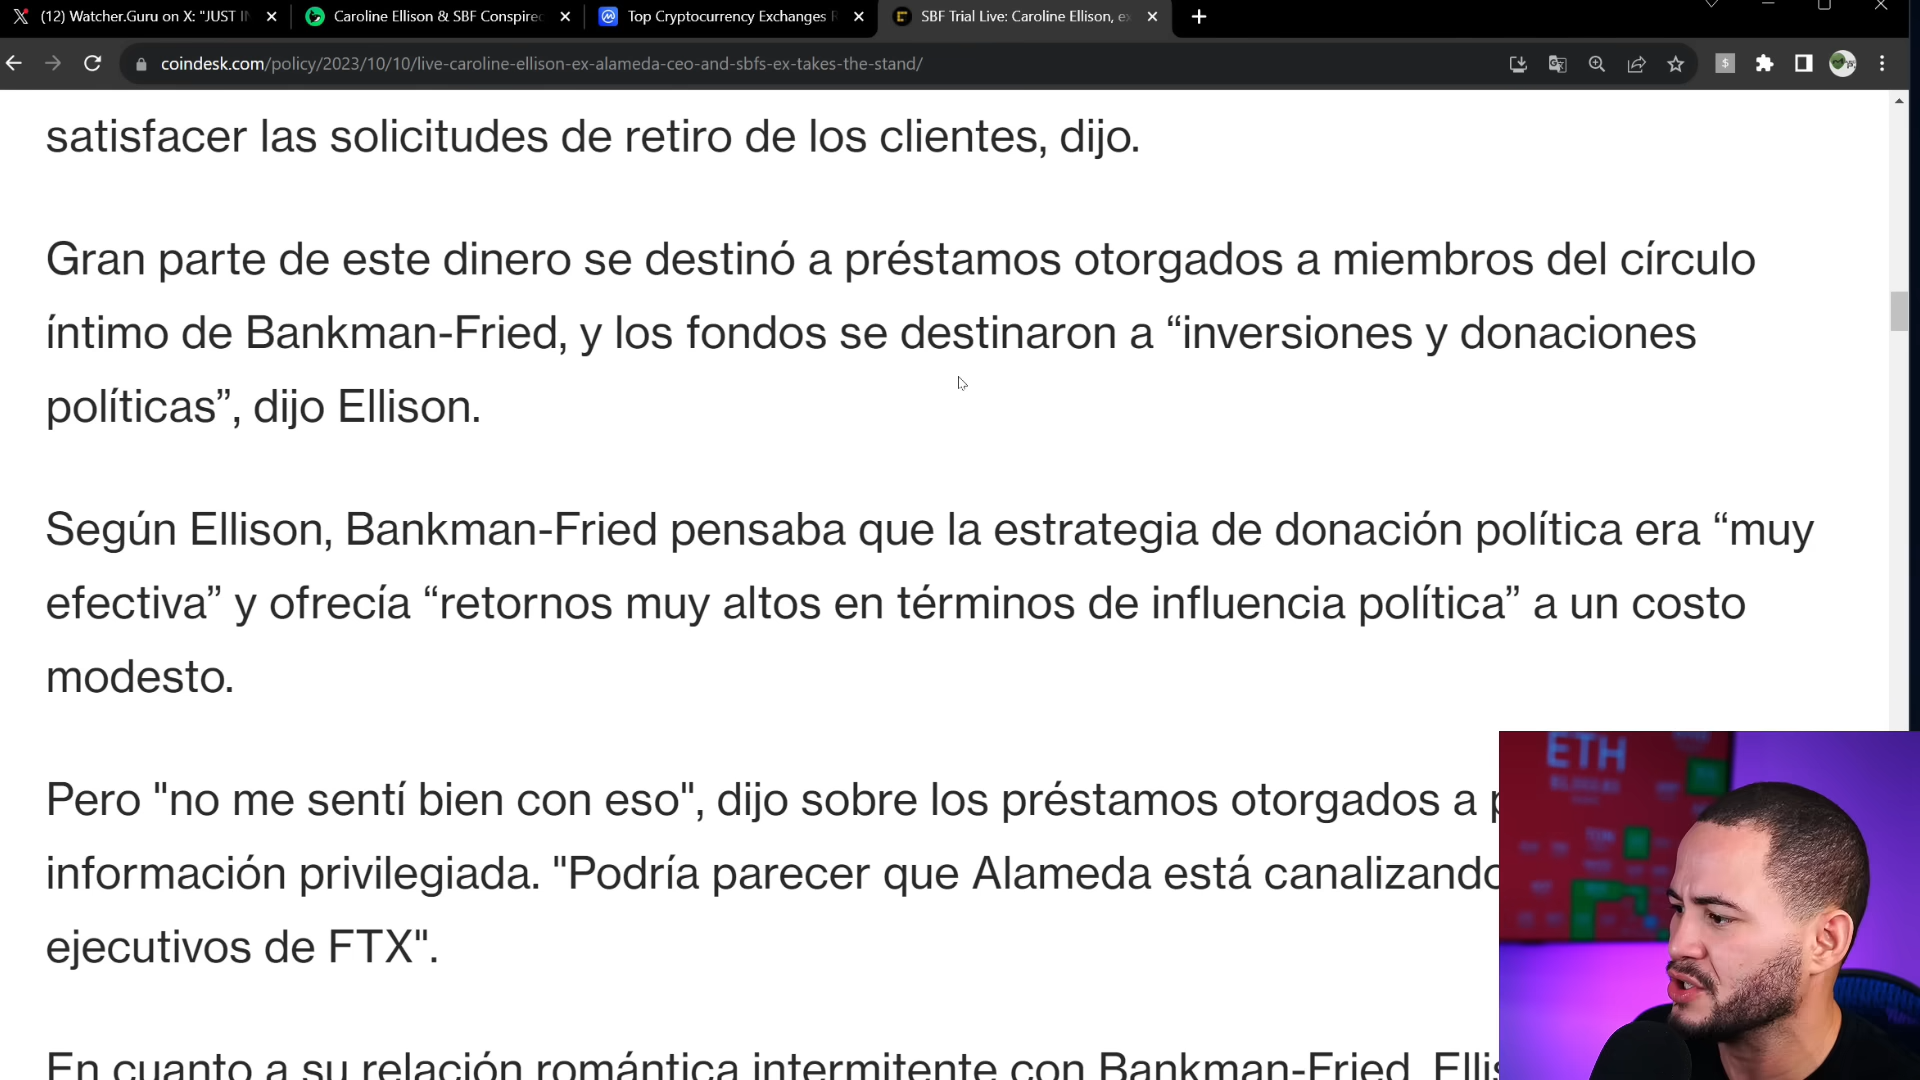 (12) Watcher.Guru on X: "JUST IN
Caroline Ellison & SBF Conspired
Top Cryptocurrency Exchanges R
SBF Trial Live: Caroline Ellison, ex
coindesk.com/policy/2023/10/10/live-caroline-ellison-ex-alameda-ceo-and-sbfs-ex-takes-the-stand/
satisfacer las solicitudes de retiro de los clientes, dijo.
Gran parte de este dinero se destinó a préstamos otorgados a miembros del círculo
íntimo de Bankman-Fried, y los fondos se destinaron a “inversiones y donaciones
políticas”, dijo Ellison.
Según Ellison, Bankman-Fried pensaba que la estrategia de donación política era “muy
efectiva” y ofrecía “retornos muy altos en términos de influencia política” a un costo
modesto.
Pero "no me sentí bien con eso", dijo sobre los préstamos otorgados a p
información privilegiada. "Podría parecer que Alameda está canalizando
ejecutivos de FTX".
En cuanto a su relación romántica intermitente con Bankman-Fried, Ellis
ETH